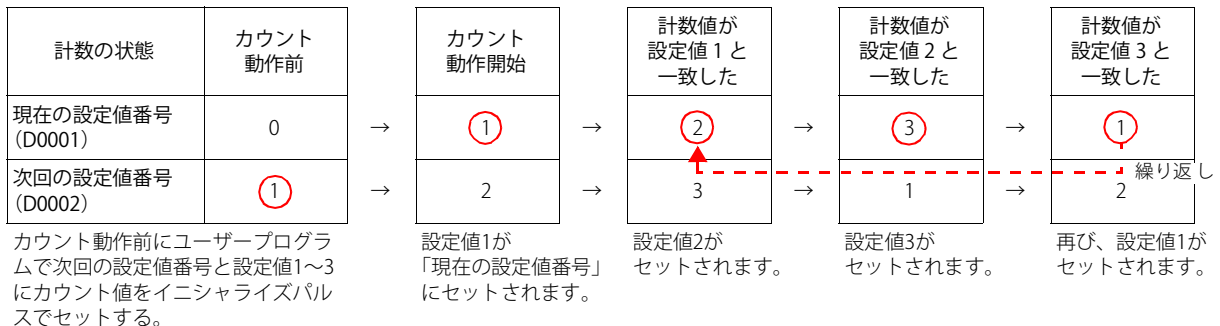 計数の状態
カウント
動作前
カウント
動作開始
計数値が
設定値 1 と
一致した
計数値が
設定値 2 と
一致した
計数値が
設定値 3 と
一致した
現在の設定値番号
（D0001）
0
→
1
→
2
→
3
→
1
次回の設定値番号
（D0002）
1
→
2
→
3
→
1
→
2
繰り返し
カウント動作前にユーザープログラ
ムで次回の設定値番号と設定値1～3
にカウント値をイニシャライズパル
スでセットする。
設定値1が
「現在の設定値番号」
にセットされます。
設定値2が
セットされます。
設定値3が
セットされます。
再び、設定値1が
セットされます。